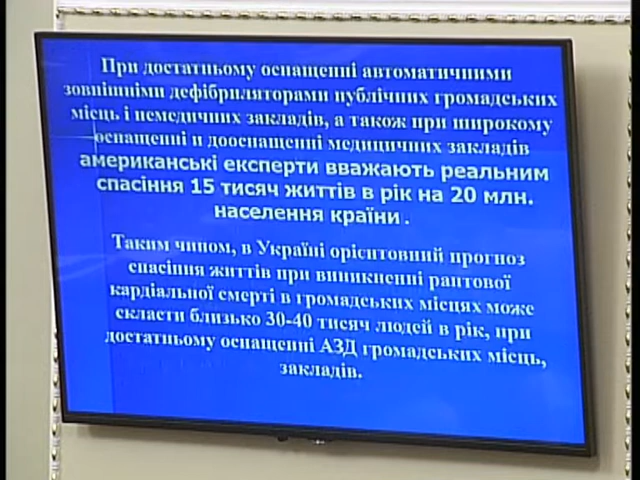 При достатньому оснащенні автоматичними
зовнішніми дефібриляторами публічних громадських
місць і немедичних закладів, а також при широкому
оснащенні и дооснащенні медицичних закладів
американські експерти вважають реальним
спасіння 15 тисяч життів в рік на 20 млн.
населення країни .
Таким чином, в Україні орієнтовний прогноз
спасіння життів при виникненні раптової
кардіальної смерті в громадських місцях може
скласти близько 30-40 тисяч людей в рік, при
достатньому оснащенні АЗД громадських місць,
закладів.